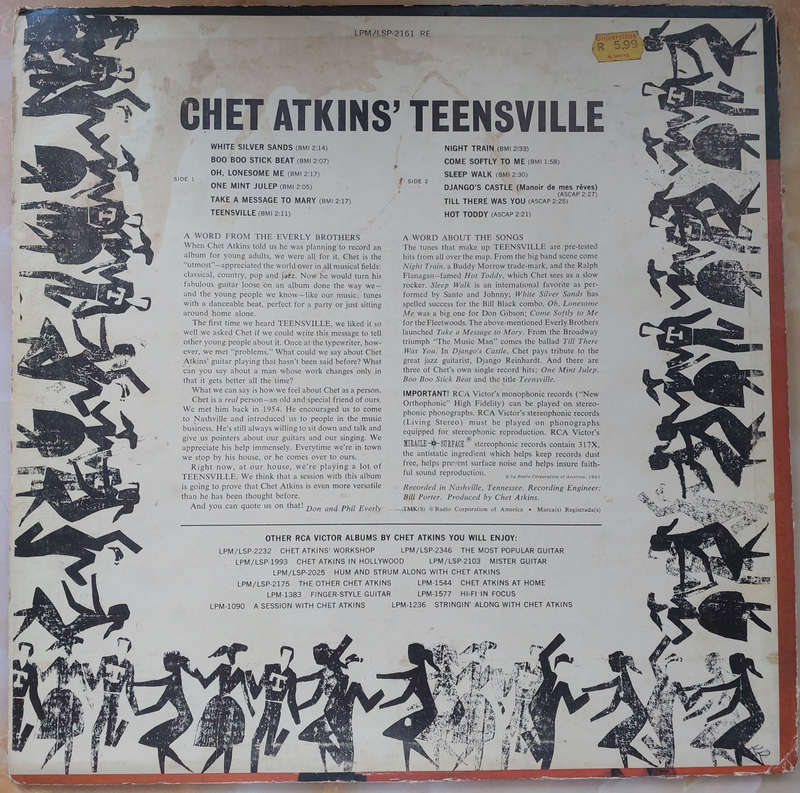 LPM/LSP-2161 RE
R 5.99
CHET ATKINS' TEENSVILLE
SIDE 1
WHITE SILVER SANDS (BMI 2:14)
BOO BOO STICK BEAT (BMI 2:07)
OH, LONESOME ME (BMI 2:17)
ONE MINT JULEP (BMI 2:05)
TAKE A MESSAGE TO MARY (BMI 2:17)
TEENSVILLE (BMI 2:11)
SIDE 2
NIGHT TRAIN (BMI 2:33)
COME SOFTLY TO ME (BMI 1:58)
SLEEP WALK (BMI 2:30)
DJANGO'S CASTLE (Manoir de mes rêves)
(ASCAP 2:27)
TILL THERE WAS YOU (ASCAP 2:25)
HOT TODDY (ASCAP 2:21)
A WORD FROM THE EVERLY BROTHERS
When Chet Atkins told us he was planning to record an
album for young adults, we were all for it. Chet is the
"utmost"—appreciated the world over in all musical fields:
classical, country, pop and jazz. Now he would turn his
fabulous guitar loose on an album done the way we—
and the young people we know—like our music: tunes
with a danceable beat, perfect for a party or just sitting
around home alone.
The first time we heard TEENSVILLE, we liked it so
well we asked Chet if we could write this message to tell
other young people about it. Once at the typewriter, how-
ever, we met "problems." What could we say about Chet
Atkins' guitar playing that hasn't been said before? What
can you say about a man whose work changes only in
that it gets better all the time?
What we can say is how we feel about Chet as a person.
Chet is a real person—an old and special friend of ours.
We met him back in 1954. He encouraged us to come
to Nashville and introduced us to people in the music
business. He's still always willing to sit down and talk and
give us pointers about our guitars and our singing. We
appreciate his help immensely. Everytime we're in town
we stop by his house, or he comes over to ours.
Right now, at our house, we're playing a lot of
TEENSVILLE. We think that a session with this album
is going to prove that Chet Atkins is even more versatile
than he has been thought before.
And you can quote us on that! Don and Phil Everly
A WORD ABOUT THE SONGS
The tunes that make up TEENSVILLE are pre-tested
hits from all over the map. From the big band scene come
Night Train, a Buddy Morrow trade-mark, and the Ralph
Flanagan-famed Hot Toddy, which Chet sees as a slow
rocker. Sleep Walk is an international favorite as per-
formed by Santo and Johnny; White Silver Sands has
spelled success for the Bill Black combo. Oh, Lonesome
Me was a big one for Don Gibson; Come Softly to Me
for the Fleetwoods. The above-mentioned Everly Brothers
launched Take a Message to Mary. From the Broadway
triumph "The Music Man" comes the ballad Till There
Was You. In Django's Castle, Chet pays tribute to the
great jazz guitarist, Django Reinhardt. And there are
three of Chet's own single record hits; One Mint Julep,
Boo Boo Stick Beat and the title Teensville.
IMPORTANT! RCA Victor's monophonic records ("New
Orthophonic" High Fidelity) can be played on stereo-
phonic phonographs. RCA Victor's stereophonic records
(Living Stereo) must be played on phonographs
equipped for stereophonic reproduction. RCA Victor's
MIRACLE SURFACE® stereophonic records contain 317X,
the antistatic ingredient which helps keep records dust
free, helps prevent surface noise and helps insure faith-
ful sound reproduction.
© by Radio Corporation of America, 1961
Recorded in Nashville, Tennessee. Recording Engineer:
Bill Porter. Produced by Chet Atkins.
TMK(S) ® Radio Corporation of America • Marca(s) Registrada(s)
OTHER RCA VICTOR ALBUMS BY CHET ATKINS YOU WILL ENJOY:
LPM/LSP-2232 CHET ATKINS' WORKSHOP LPM/LSP-2346 THE MOST POPULAR GUITAR
LPM/LSP-1993 CHET ATKINS IN HOLLYWOOD LPM/LSP-2103 MISTER GUITAR
LPM/LSP-2025 HUM AND STRUM ALONG WITH CHET ATKINS
LPM/LSP-2175 THE OTHER CHET ATKINS LPM-1544 CHET ATKINS AT HOME
LPM-1383 FINGER-STYLE GUITAR LPM-1577 HI-FI IN FOCUS
LPM-1090 A SESSION WITH CHET ATKINS LPM-1236 STRINGIN' ALONG WITH CHET ATKINS